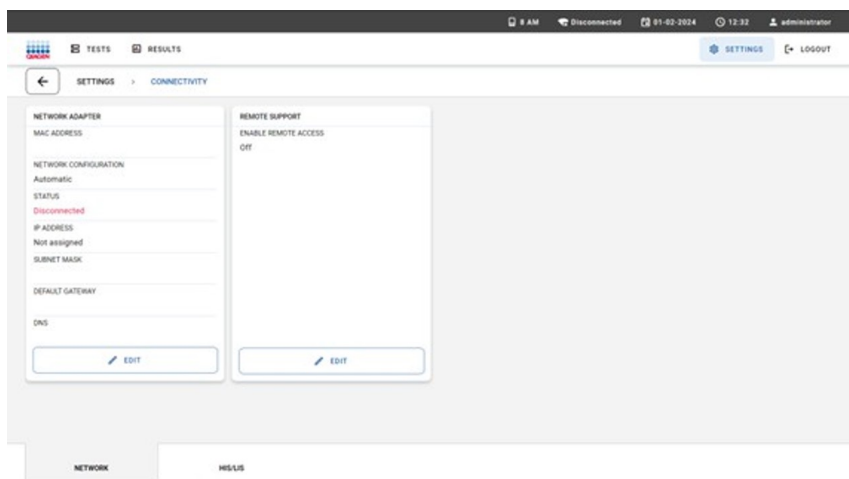 8 AM Disconnected 01-02-2024 12:32 administrator
QIAGEN TESTS RESULTS SETTINGS LOGOUT
SETTINGS > CONNECTIVITY
NETWORK ADAPTER
MAC ADDRESS
NETWORK CONFIGURATION
Automatic
STATUS
Disconnected
IP ADDRESS
Not assigned
SUBNET MASK
DEFAULT GATEWAY
DNS
EDIT
REMOTE SUPPORT
ENABLE REMOTE ACCESS
Off
EDIT
NETWORK HIS/LIS